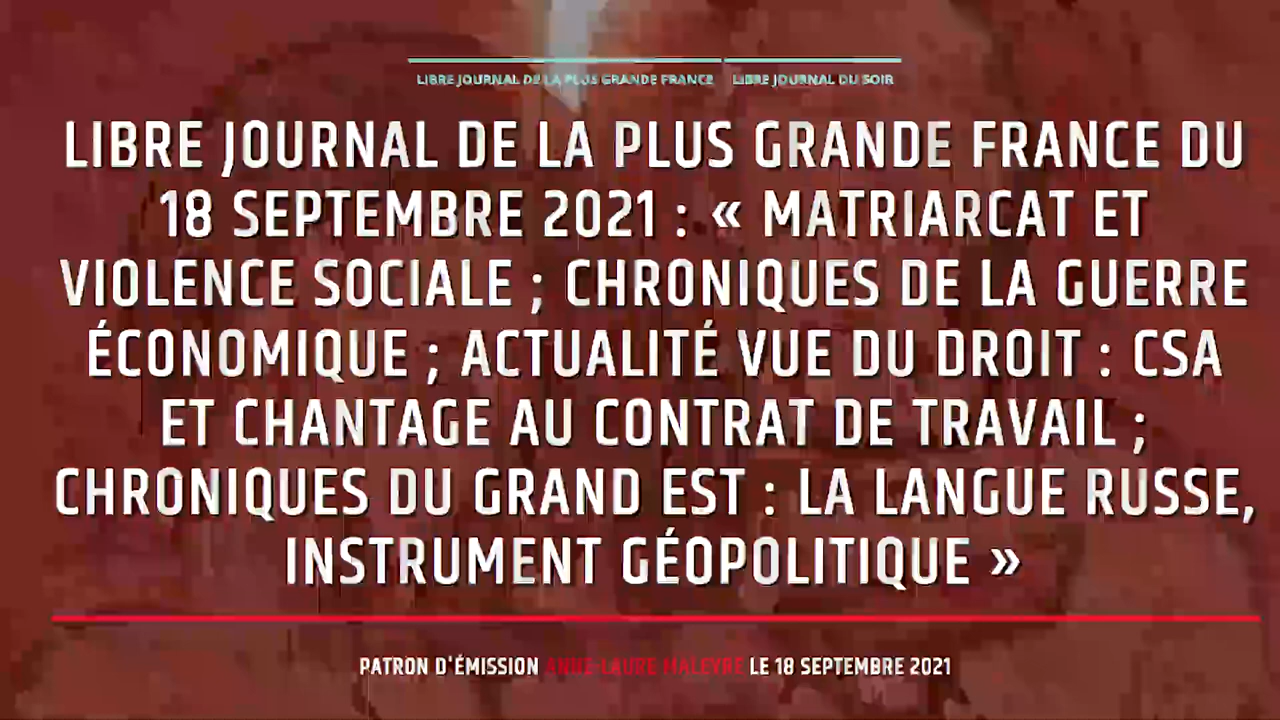 LIBRE JOURNAL DE LA PLUS GRANDE FRANCE LIBRE JOURNAL DU SOIR
LIBRE JOURNAL DE LA PLUS GRANDE FRANCE DU
18 SEPTEMBRE 2021 : « MATRIARCAT ET
VIOLENCE SOCIALE ; CHRONIQUES DE LA GUERRE
ÉCONOMIQUE ; ACTUALITÉ VUE DU DROIT : CSA
ET CHANTAGE AU CONTRAT DE TRAVAIL ;
CHRONIQUES DU GRAND EST : LA LANGUE RUSSE,
INSTRUMENT GÉOPOLITIQUE »
PATRON D'ÉMISSION ANNE-LAURE MALEYRE LE 18 SEPTEMBRE 2021